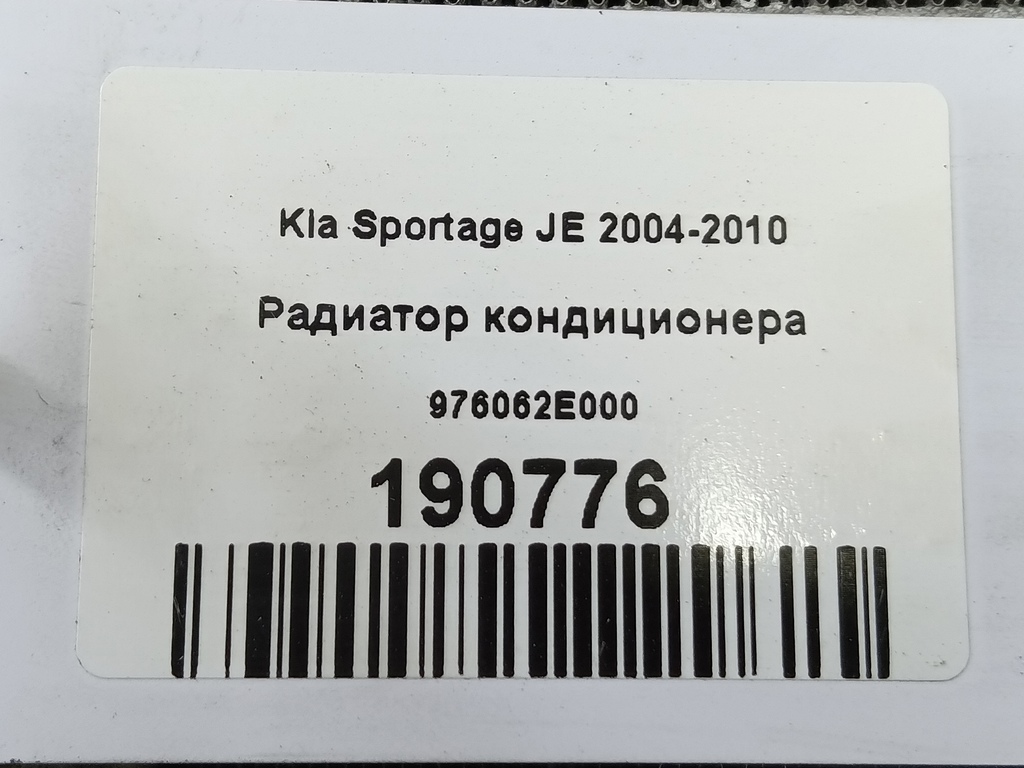 Kia Sportage JE 2004-2010
Радиатор кондиционера
976062E000
190776